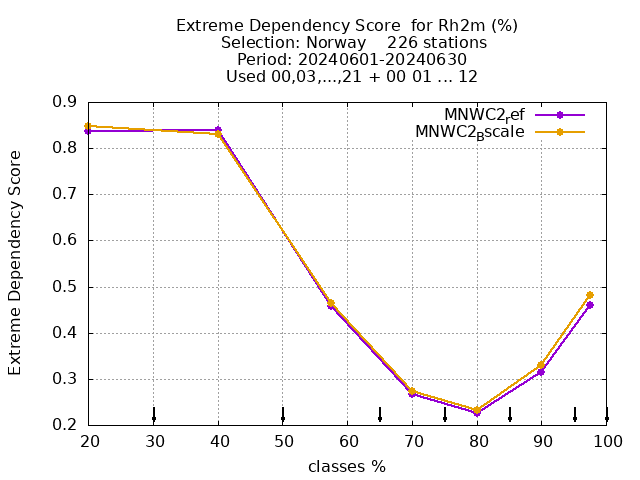 Extreme Dependency Score  for Rh2m (%)
Selection: Norway    226 stations
Period: 20240601-20240630
Used 00,03,...,21 + 00 01 ... 12
MNWC2ref
MNWC2Bscale
Extreme Dependency Score
0.9
0.8
0.7
0.6
0.5
0.4
0.3
0.2
20 30 40 50 60 70 80 90 100
classes %